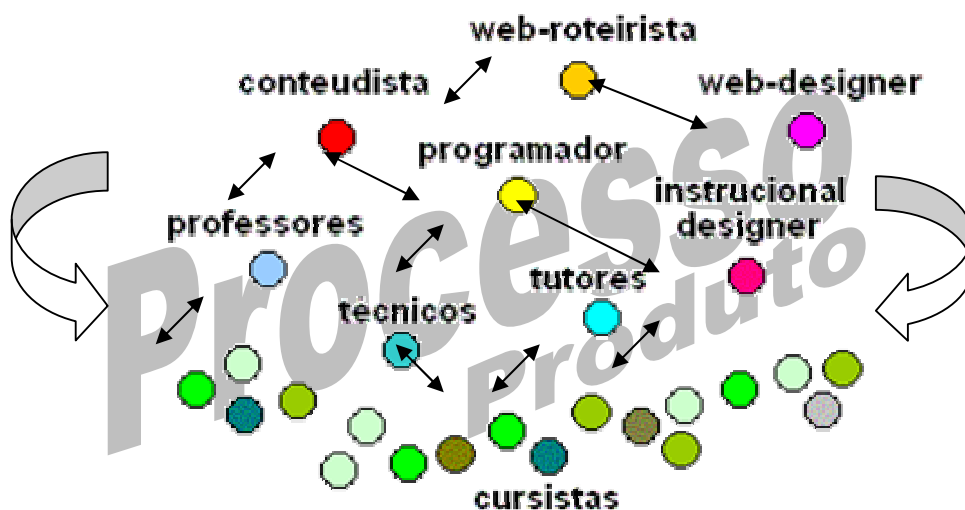 web-roteirista
conteudista
web-designer
programador
instrucional
designer
professores
tutores
técnicos
cursistas
Processo
Produto